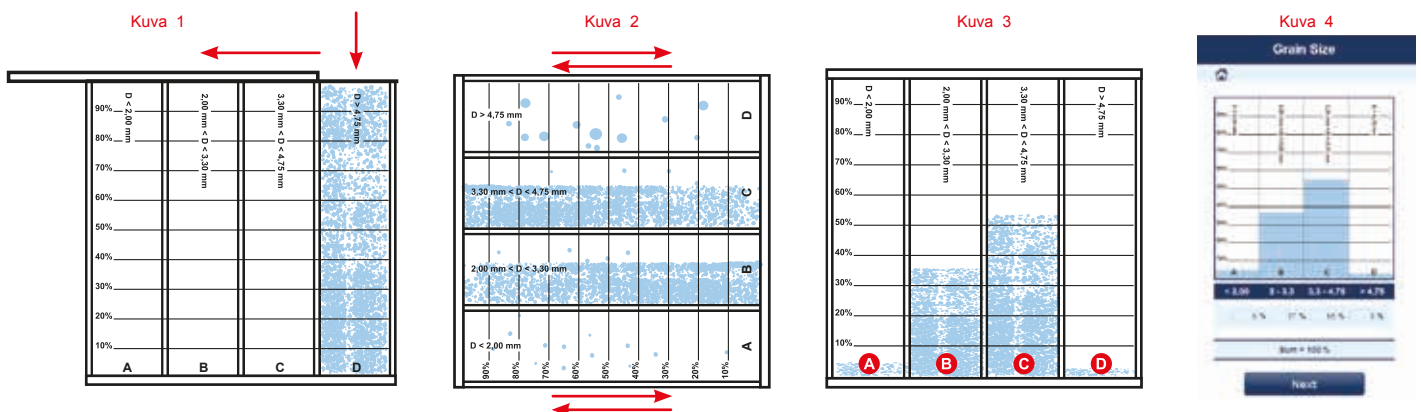 Kuva 1
90%
80%
70%
60%
50%
40%
30%
20%
10%
D < 2,00 mm
2,00 mm < D < 3,30 mm
3,30 mm < D < 4,75 mm
D > 4,75 mm
A B C D
Kuva 2
D > 4,75 mm
D
3,30 mm < D < 4,75 mm
C
2,00 mm < D < 3,30 mm
B
D < 2,00 mm
A
90% 80% 70% 60% 50% 40% 30% 20% 10%
Kuva 3
90%
80%
70%
60%
50%
40%
30%
20%
10%
D < 2,00 mm
2,00 mm < D < 3,30 mm
3,30 mm < D < 4,75 mm
D > 4,75 mm
A B C D
Kuva 4
Grain Size
A B C
< 2,00 3,3 - 4,75 > 4,75
Sum = 100 %
Next